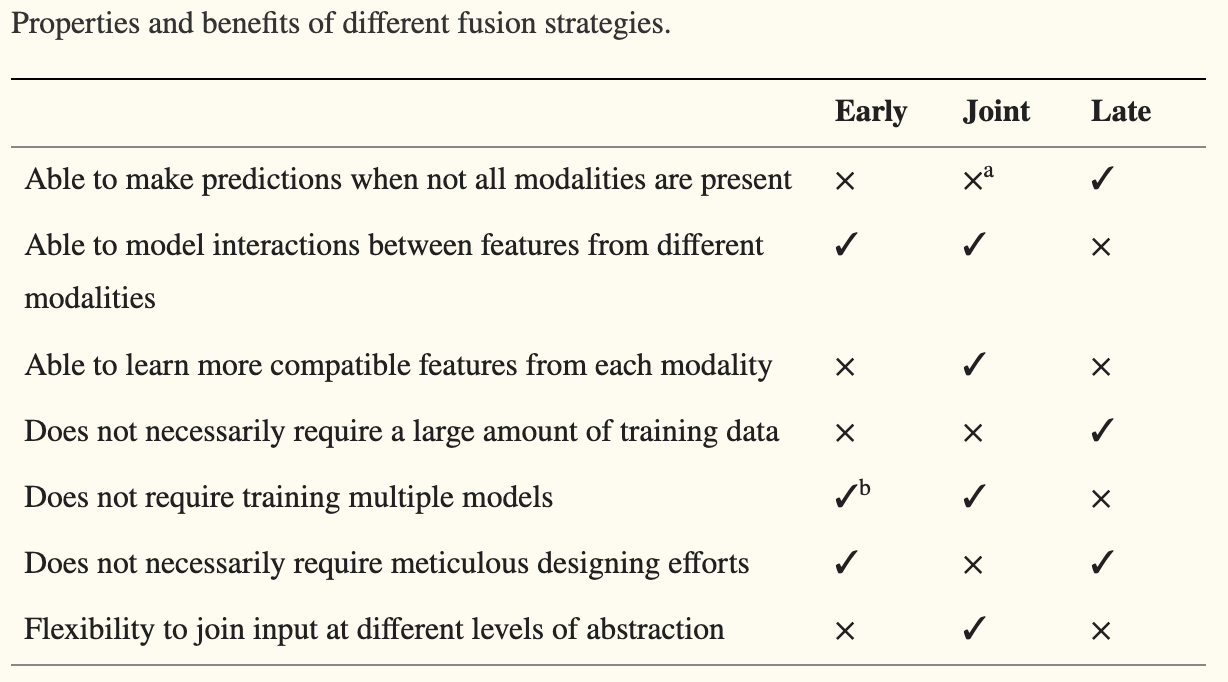 Properties and benefits of different fusion strategies.
Early Joint Late
Able to make predictions when not all modalities are present × ×ᵃ ✓
Able to model interactions between features from different ✓ ✓ ×
modalities
Able to learn more compatible features from each modality × ✓ ×
Does not necessarily require a large amount of training data × × ✓
Does not require training multiple models ✓ᵇ ✓ ×
Does not necessarily require meticulous designing efforts ✓ × ✓
Flexibility to join input at different levels of abstraction × ✓ ×